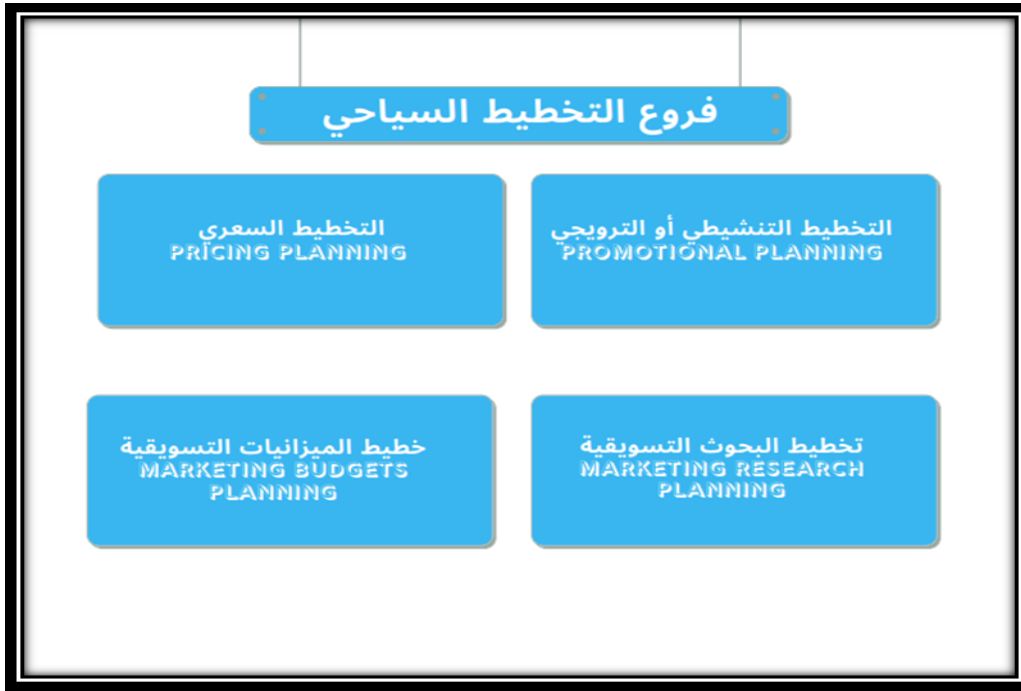 فروع التخطيط السياحي
التخطيط التنشيطي أو الترويجي
PROMOTIONAL PLANNING
التخطيط السعري
PRICING PLANNING
تخطيط البحوث التسويقية
MARKETING RESEARCH
PLANNING
خطيط الميزانيات التسويقية
MARKETING BUDGETS
PLANNING